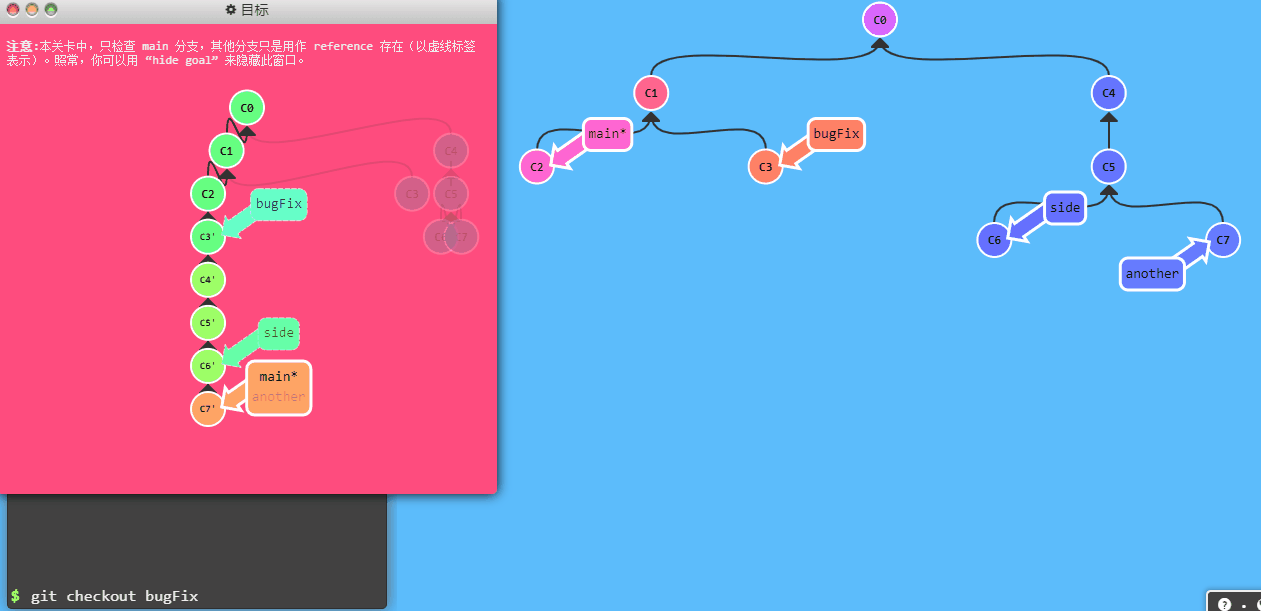 目标
注意:本关卡中，只检查 main 分支，其他分支只是用作 reference 存在（以虚线标签
表示）。照常，你可以用 “hide goal” 来隐藏此窗口。
C0
C1
C4
C2
C3
C5
bugFix
C3'
C6
C7
C4'
C5'
side
C6'
main*
another
C7'
C0
C1
C4
main*
bugFix
C2
C3
C5
side
C6
C7
another
$ git checkout bugFix
?